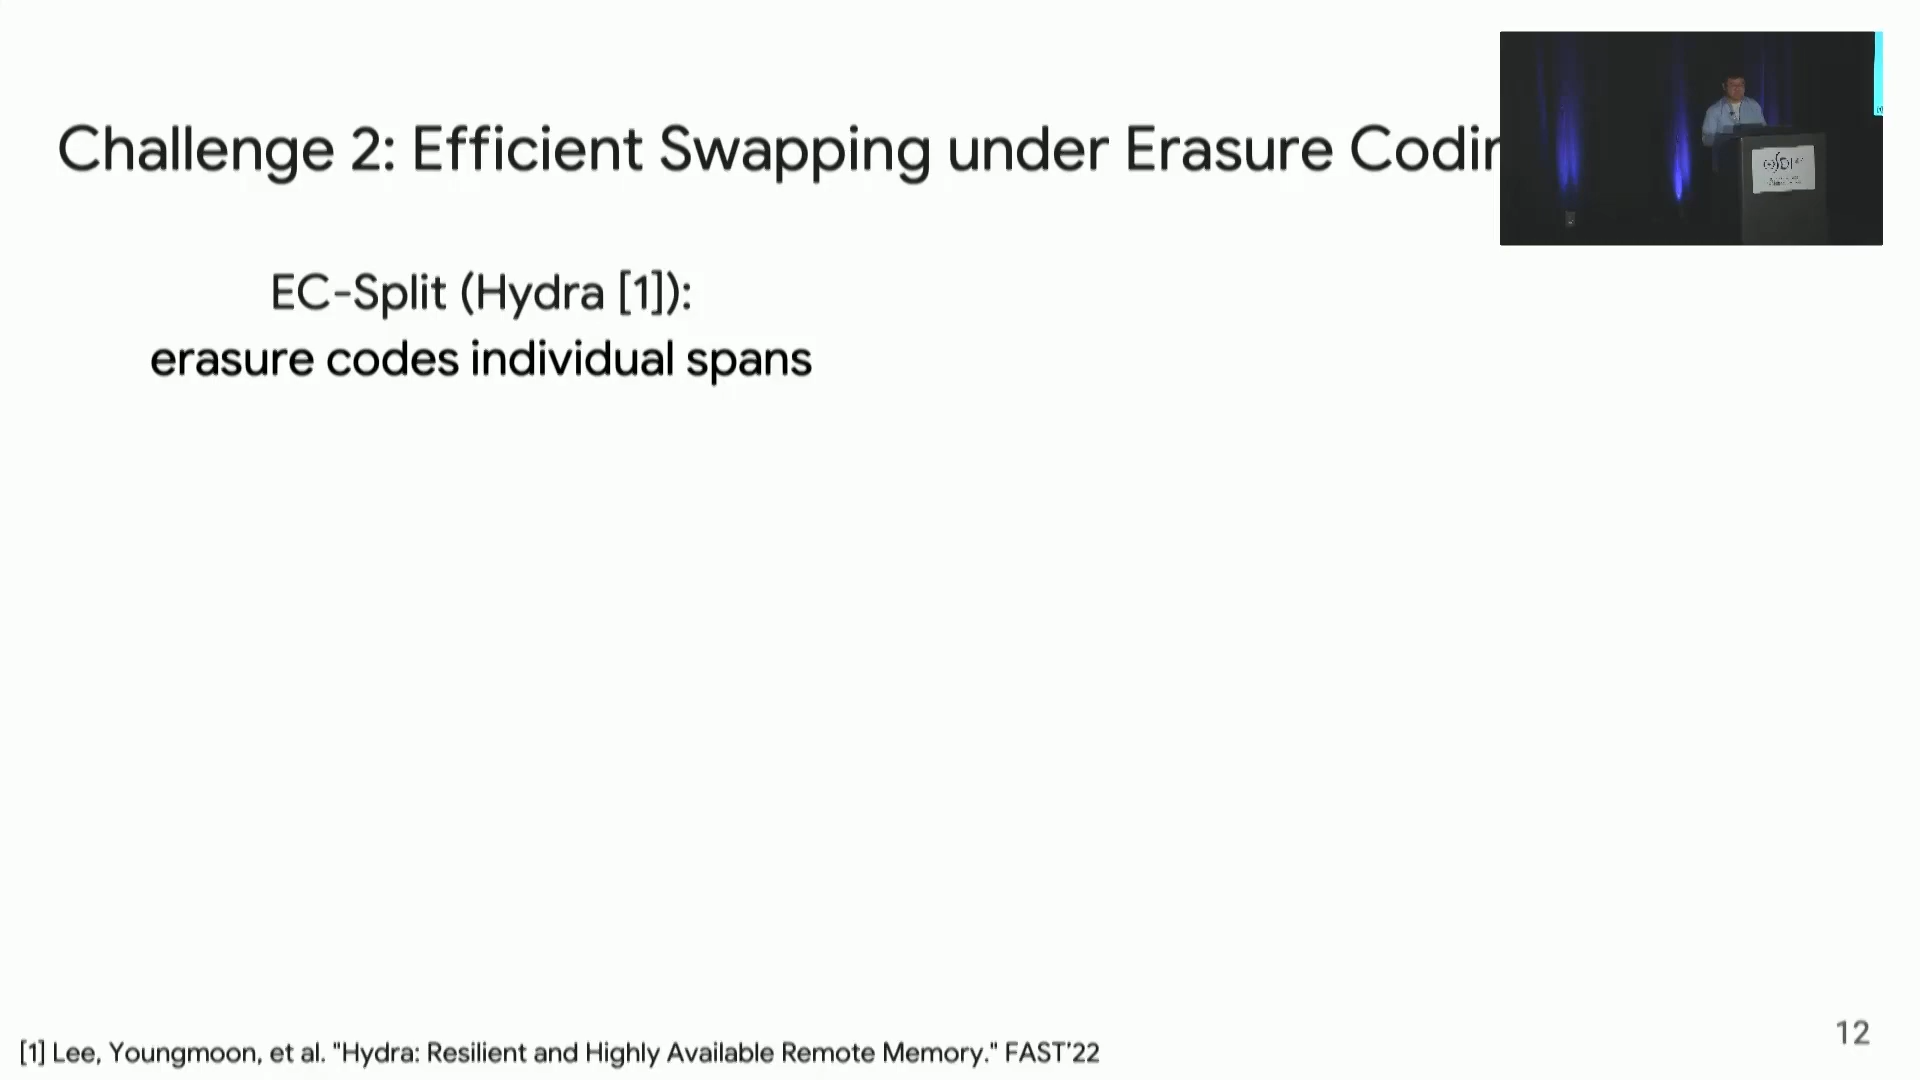 Challenge 2: Efficient Swapping under Erasure Codin
EC-Split (Hydra [1]):
erasure codes individual spans
OSDI
[1] Lee, Youngmoon, et al. "Hydra: Resilient and Highly Available Remote Memory." FAST'22
12